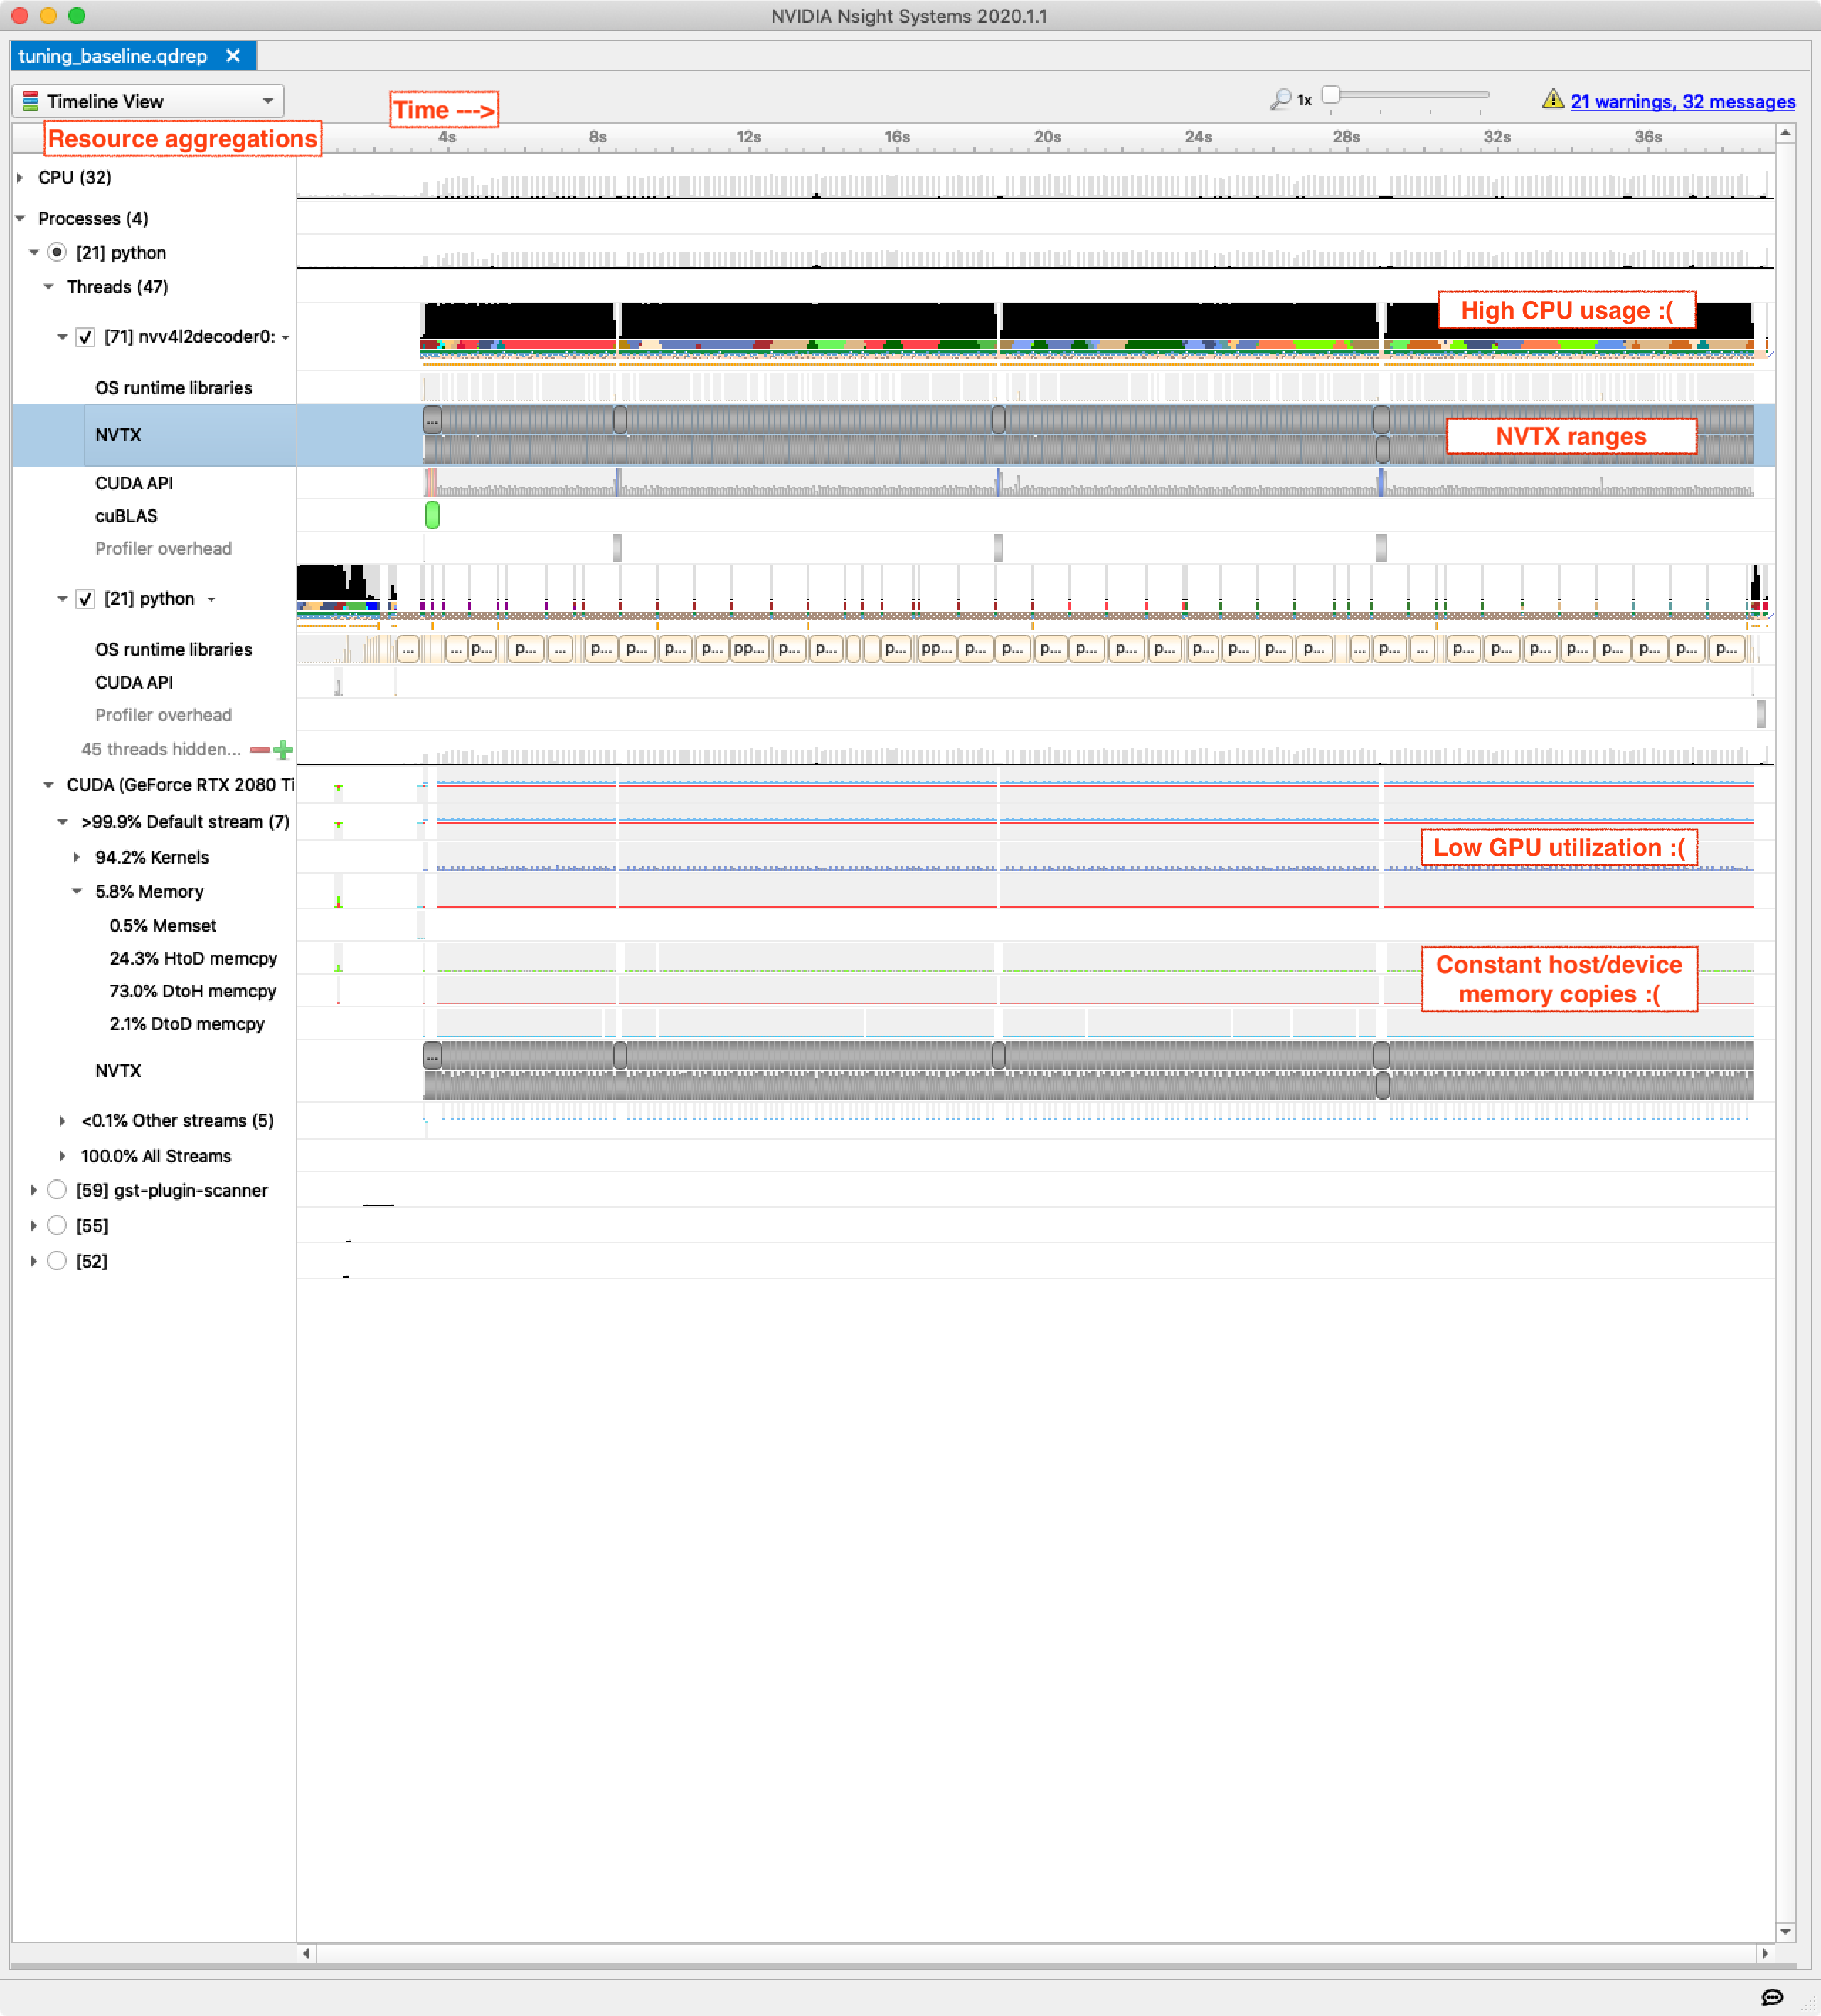 NVIDIA Nsight Systems 2020.1.1
tuning_baseline.qdrep
Timeline View
Time --->
1x
21 warnings, 32 messages
Resource aggregations
4s 8s 12s 16s 20s 24s 28s 32s 36s
CPU (32)
Processes (4)
[21] python
Threads (47)
High CPU usage :(
[71] nvv4l2decoder0:
OS runtime libraries
NVTX
...
NVTX ranges
CUDA API
cuBLAS
Profiler overhead
[21] python
OS runtime libraries
... ... p... p... ... p... p... p... p... pp... p... p... p... pp... p... p... p... p... p... p... p... p... p... p... ... p... ... p... p... p... p... p... p... p... p...
CUDA API
Profiler overhead
45 threads hidden...
CUDA (GeForce RTX 2080 Ti
>99.9% Default stream (7)
Low GPU utilization :(
94.2% Kernels
5.8% Memory
0.5% Memset
24.3% HtoD memcpy
Constant host/device
memory copies :(
73.0% DtoH memcpy
2.1% DtoD memcpy
...
NVTX
<0.1% Other streams (5)
100.0% All Streams
[59] gst-plugin-scanner
[55]
[52]